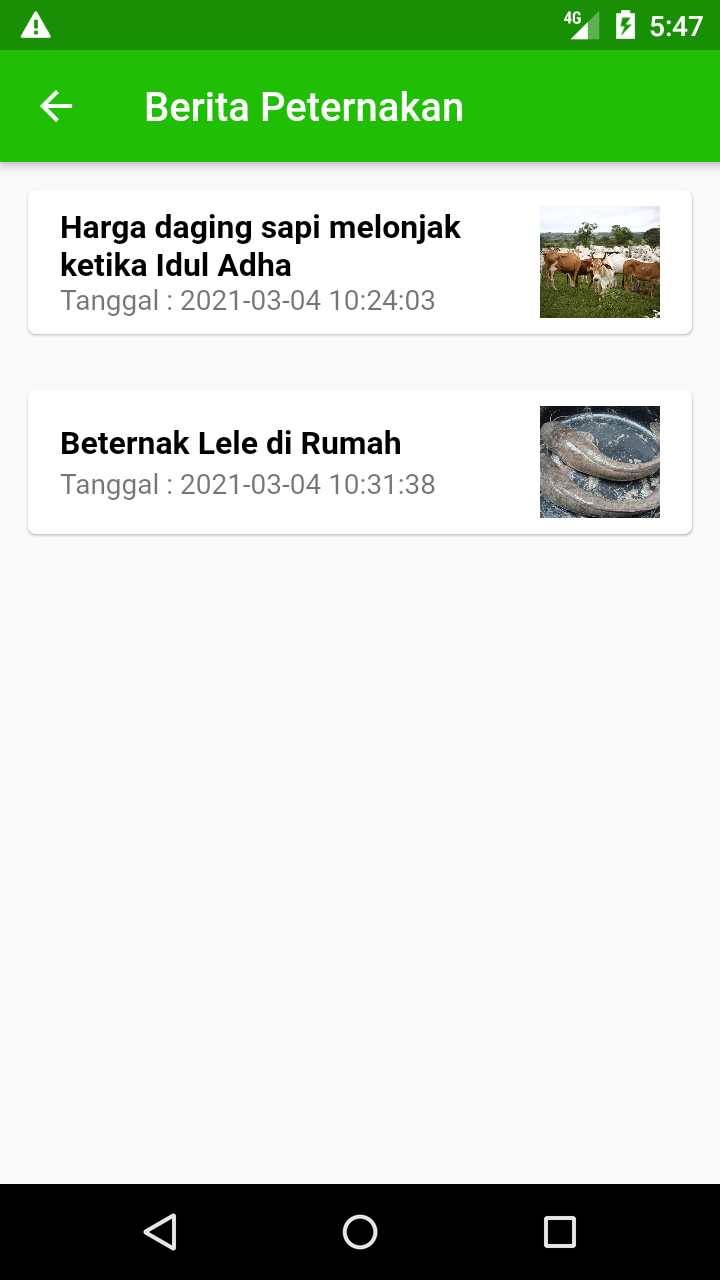 4G 5:47
Berita Peternakan
Harga daging sapi melonjak
ketika Idul Adha
Tanggal : 2021-03-04 10:24:03
Beternak Lele di Rumah
Tanggal : 2021-03-04 10:31:38